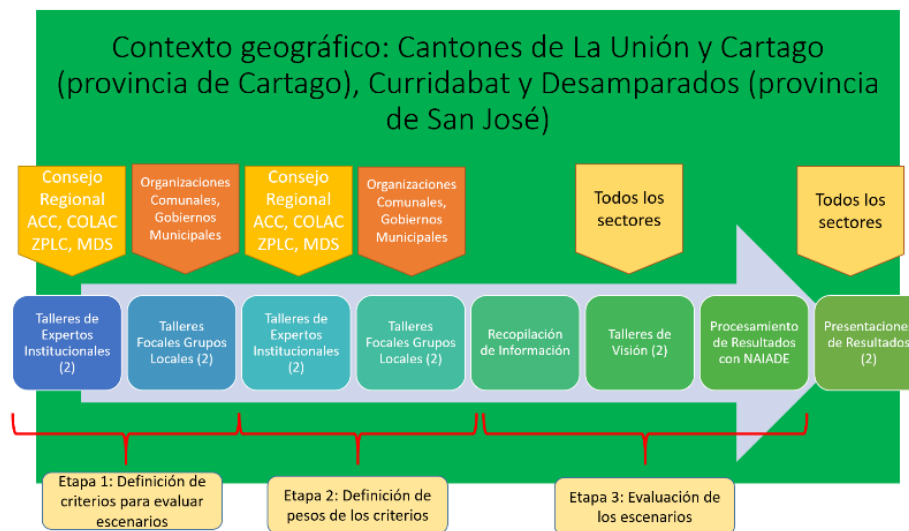 Contexto geográfico: Cantones de La Unión y Cartago
(provincia de Cartago), Curridabat y Desamparados (provincia
de San José)
Consejo
Regional
ACC, COLAC
ZPLC, MDS
Organizaciones
Comunales,
Gobiernos
Municipales
Consejo
Regional
ACC, COLAC
ZPLC, MDS
Organizaciones
Comunales,
Gobiernos
Municipales
Todos los
sectores
Todos los
sectores
Talleres de
Expertos
Institucionales
(2)
Talleres
Focales Grupos
Locales (2)
Talleres de
Expertos
Institucionales
(2)
Talleres
Focales Grupos
Locales (2)
Recopilación
de Información
Talleres de
Visión (2)
Procesamiento
de Resultados
con NAIADE
Presentaciones
de Resultados
(2)
Etapa 1: Definición de
criterios para evaluar
escenarios
Etapa 2: Definición de
pesos de los criterios
Etapa 3: Evaluación de
los escenarios